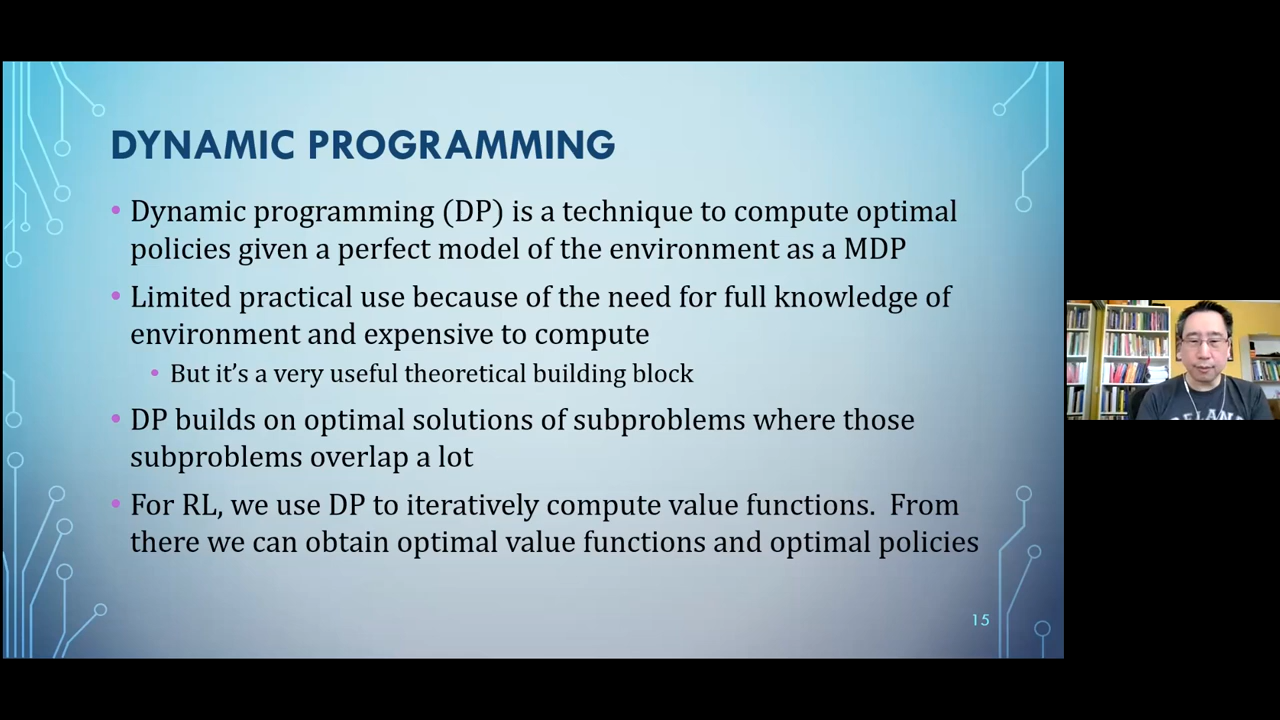 DYNAMIC PROGRAMMING
• Dynamic programming (DP) is a technique to compute optimal
policies given a perfect model of the environment as a MDP
• Limited practical use because of the need for full knowledge of
environment and expensive to compute
• But it's a very useful theoretical building block
• DP builds on optimal solutions of subproblems where those
subproblems overlap a lot
• For RL, we use DP to iteratively compute value functions.  From
there we can obtain optimal value functions and optimal policies
15